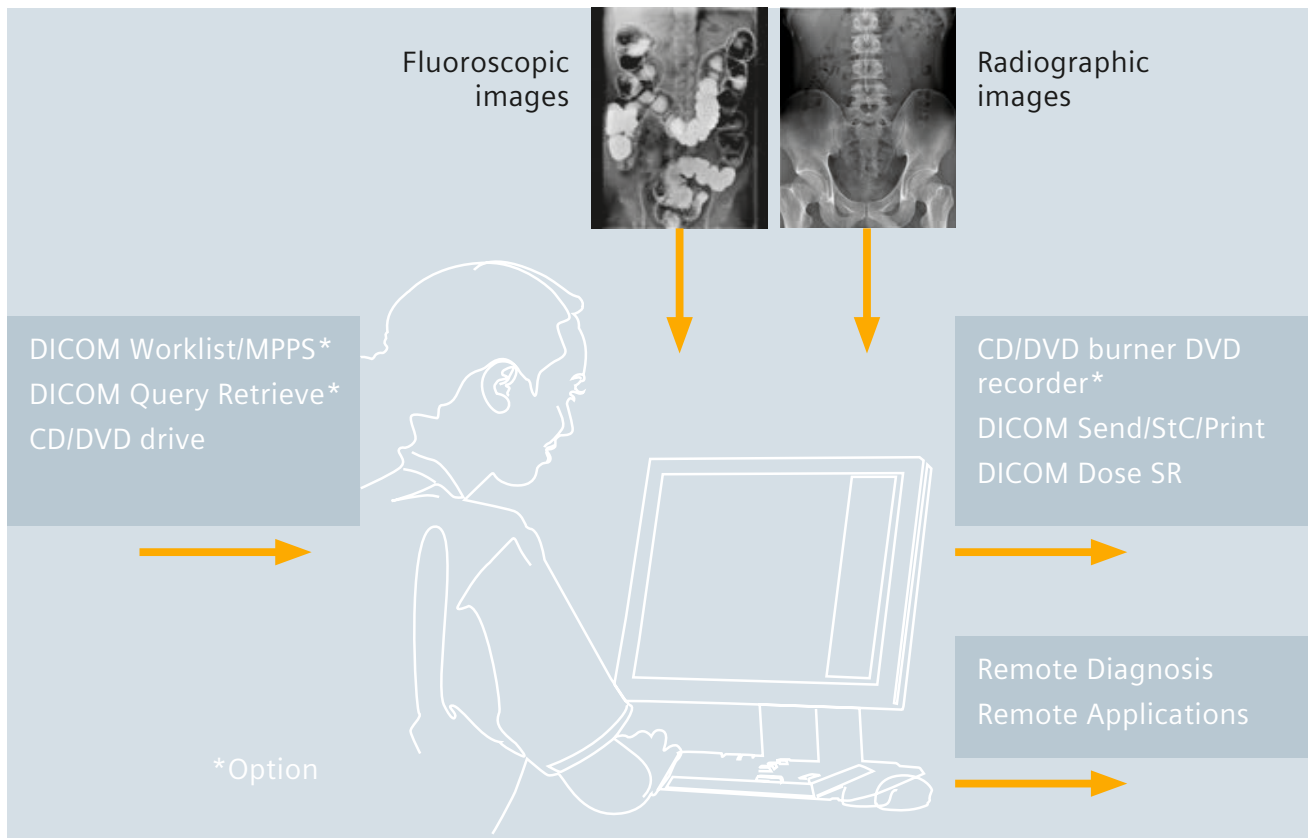 Fluoroscopic
images
Radiographic
images
DICOM Worklist/MPPS*
DICOM Query Retrieve*
CD/DVD drive
CD/DVD burner DVD
recorder*
DICOM Send/StC/Print
DICOM Dose SR
Remote Diagnosis
Remote Applications
*Option